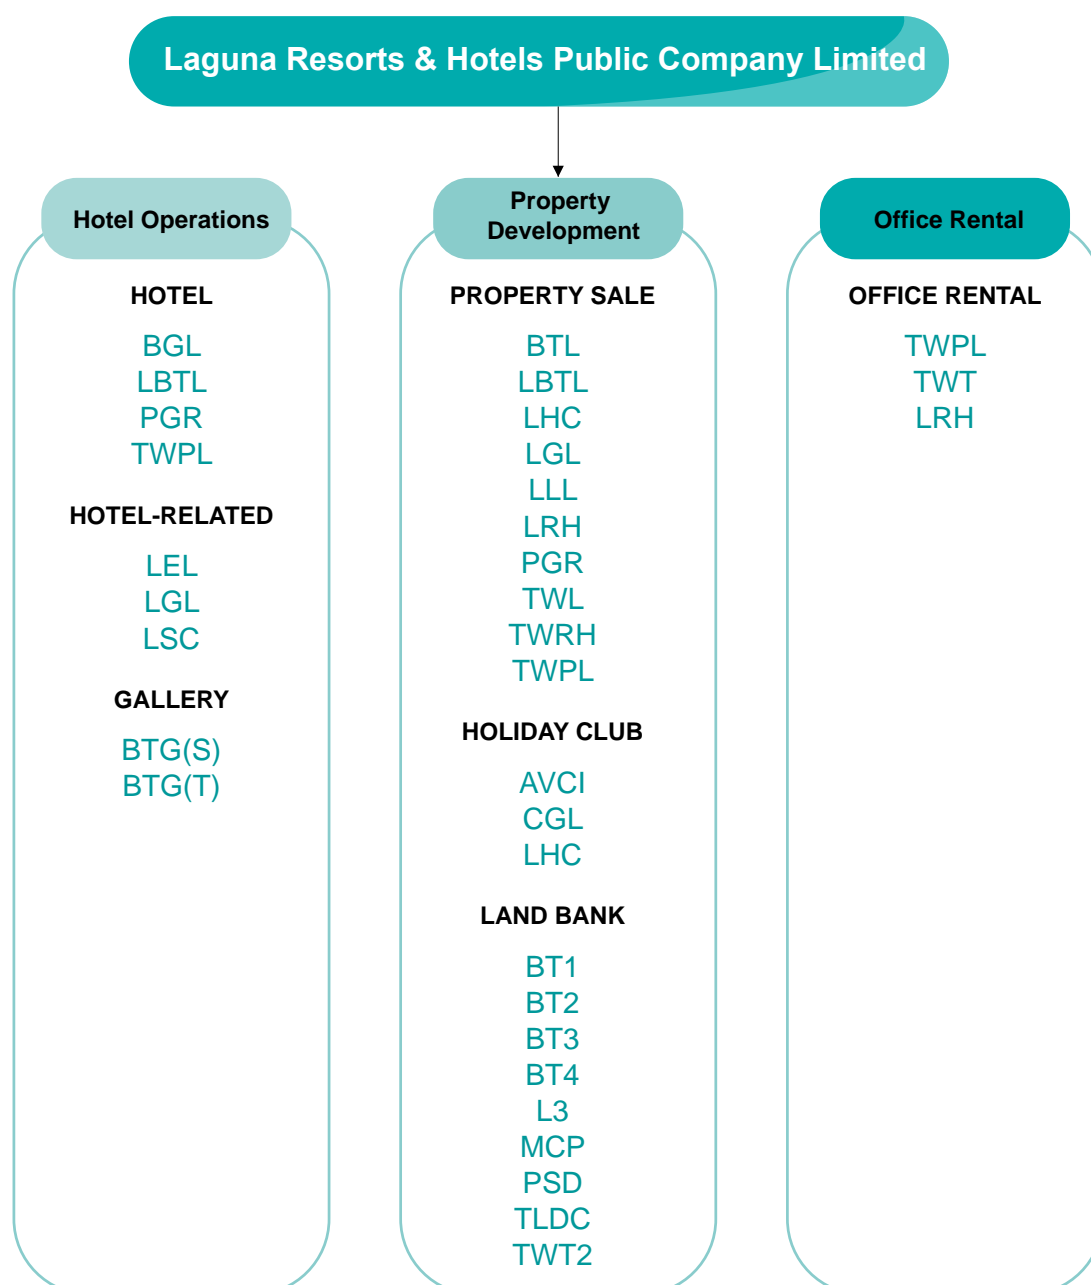 Laguna Resorts & Hotels Public Company Limited
Hotel Operations
HOTEL
BGL
LBTL
PGR
TWPL
HOTEL-RELATED
LEL
LGL
LSC
GALLERY
BTG(S)
BTG(T)
Property
Development
PROPERTY SALE
BTL
LBTL
LHC
LGL
LLL
LRH
PGR
TWL
TWRH
TWPL
HOLIDAY CLUB
AVCI
CGL
LHC
LAND BANK
BT1
BT2
BT3
BT4
L3
MCP
PSD
TLDC
TWT2
Office Rental
OFFICE RENTAL
TWPL
TWT
LRH